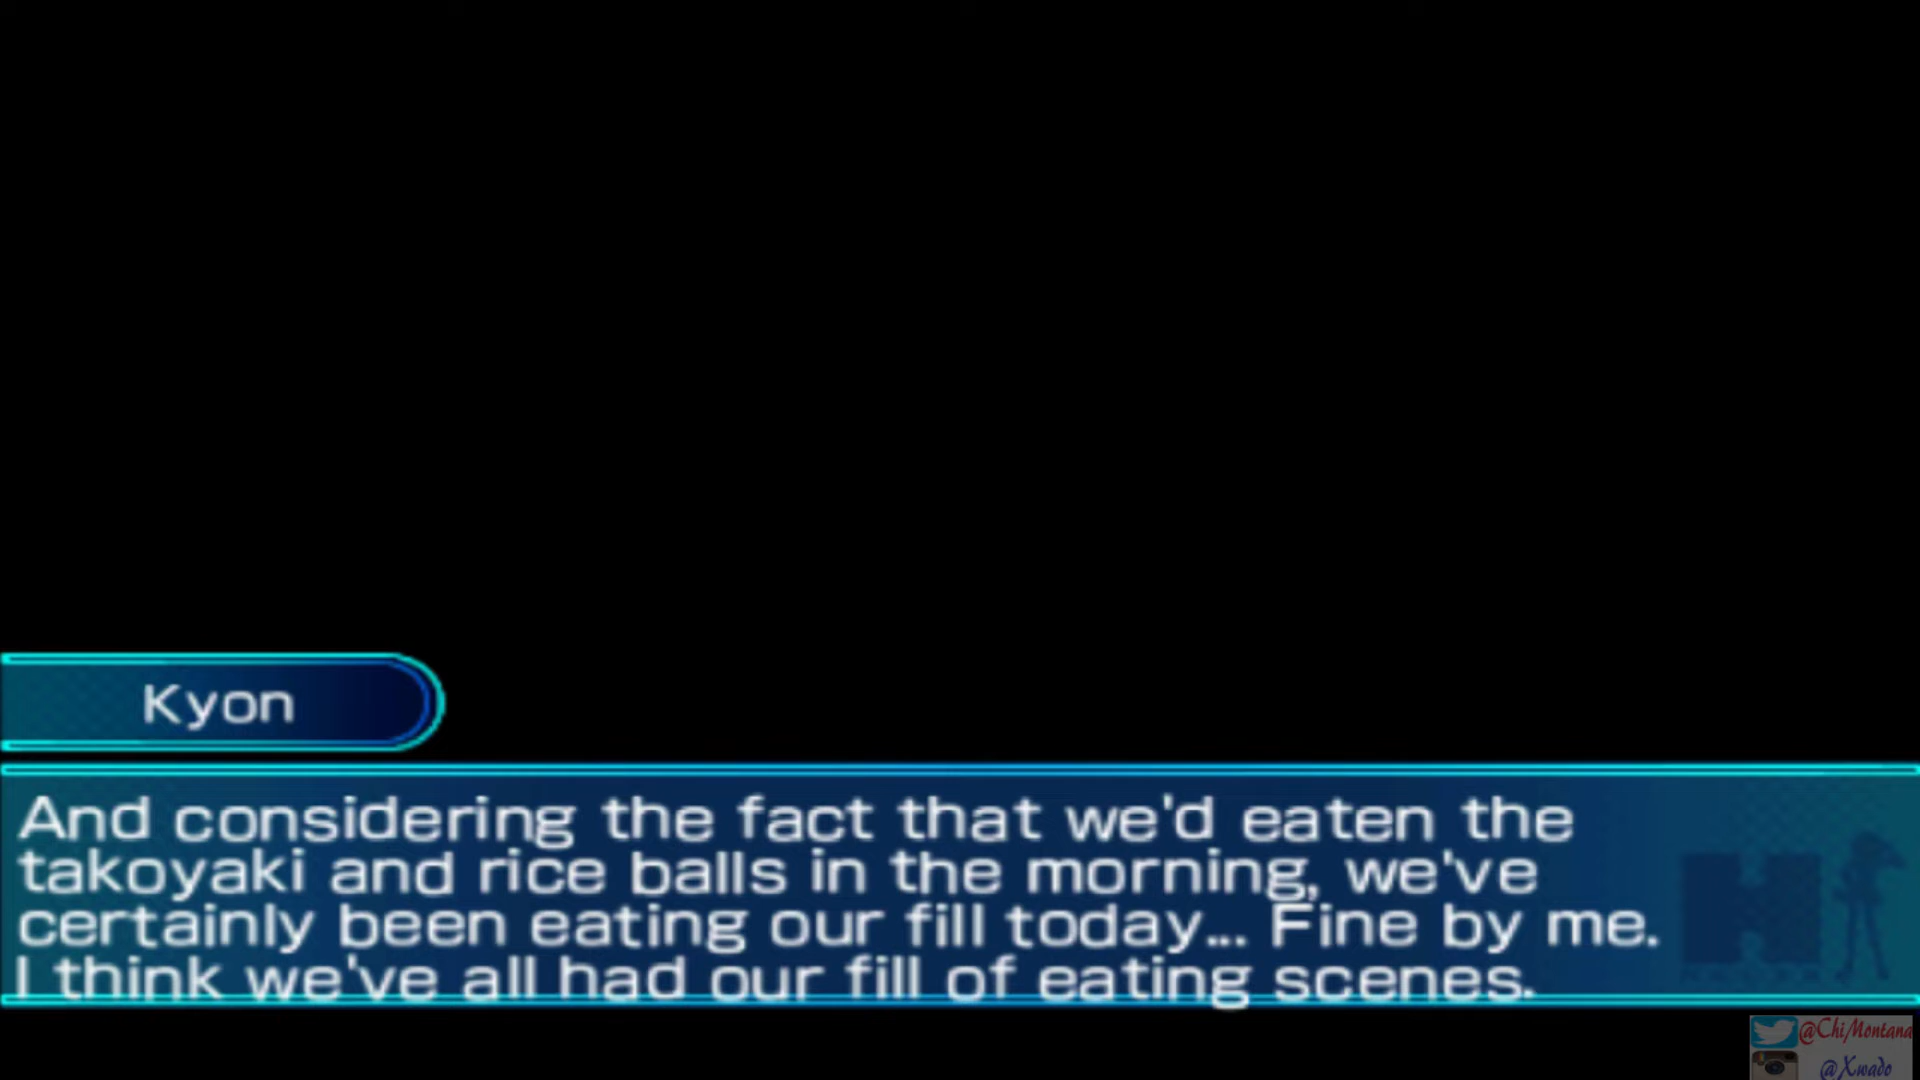 Kyon
And considering the fact that we'd eaten the
takoyaki and rice balls in the morning, we've
certainly been eating our fill today... Fine by me.
I think we've all had our fill of eating scenes.
@ChiMontana
@Xwado